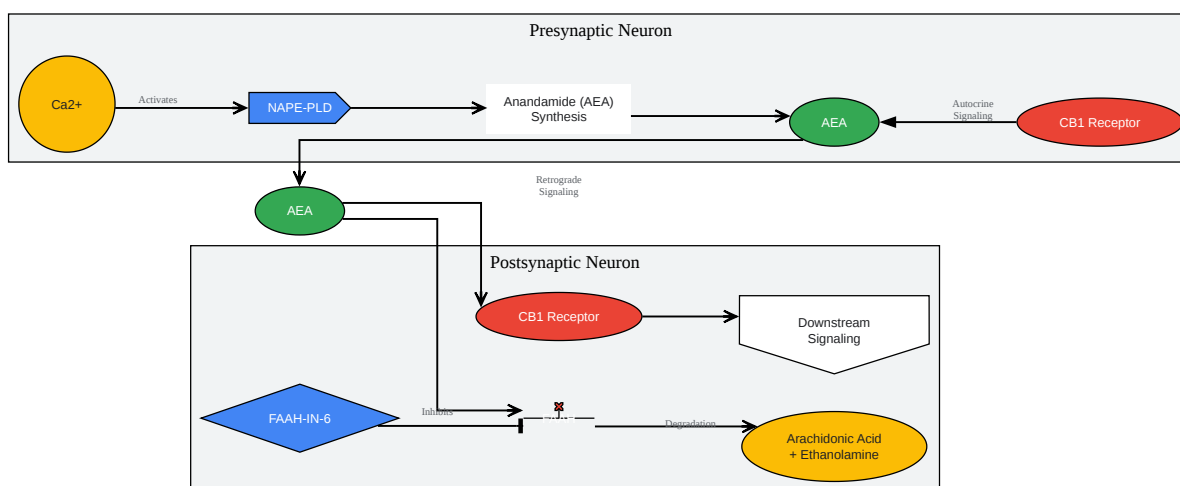 Presynaptic Neuron
Ca2+
Activates
NAPE-PLD
Anandamide (AEA)
Synthesis
AEA
Autocrine
Signaling
CB1 Receptor
Retrograde
Signaling
AEA
Postsynaptic Neuron
CB1 Receptor
Downstream
Signaling
FAAH-IN-6
Inhibits
Degradation
Arachidonic Acid
+ Ethanolamine